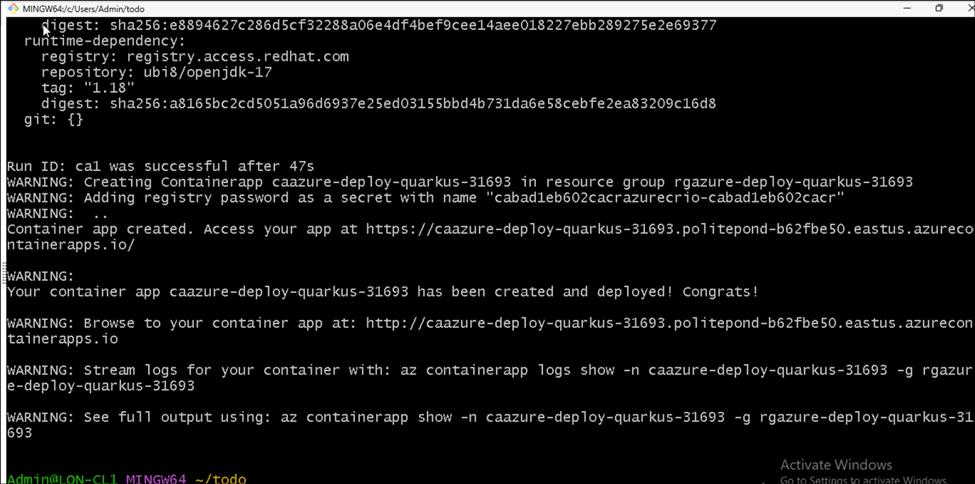 MINGW64:/c/Users/Admin/todo
digest: sha256:e8894627c286d5cf32288a06e4df4bef9cee14aee018227ebb289275e2e69377
runtime-dependency:
registry: registry.access.redhat.com
repository: ubi8/openjdk-17
tag: "1.18"
digest: sha256:a8165bc2cd5051a96d6937e25ed03155bbd4b731da6e58cebfe2ea83209c16d8
git: {}
Run ID: ca1 was successful after 47s
WARNING: Creating Containerapp caazure-deploy-quarkus-31693 in resource group rgazure-deploy-quarkus-31693
WARNING: Adding registry password as a secret with name "cabad1eb602cacrazurecrio-cabad1eb602cacr"
WARNING:  ..
Container app created. Access your app at https://caazure-deploy-quarkus-31693.politepond-b62fbe50.eastus.azureco
ntainerapps.io/
WARNING:
Your container app caazure-deploy-quarkus-31693 has been created and deployed! Congrats!
WARNING: Browse to your container app at: http://caazure-deploy-quarkus-31693.politepond-b62fbe50.eastus.azurecon
tainerapps.io
WARNING: Stream logs for your container with: az containerapp logs show -n caazure-deploy-quarkus-31693 -g rgazur
e-deploy-quarkus-31693
WARNING: See full output using: az containerapp show -n caazure-deploy-quarkus-31693 -g rgazure-deploy-quarkus-31
693
Admin@LON-CL1 MINGW64 ~/todo
Activate Windows
Go to Settings to activate Windows.